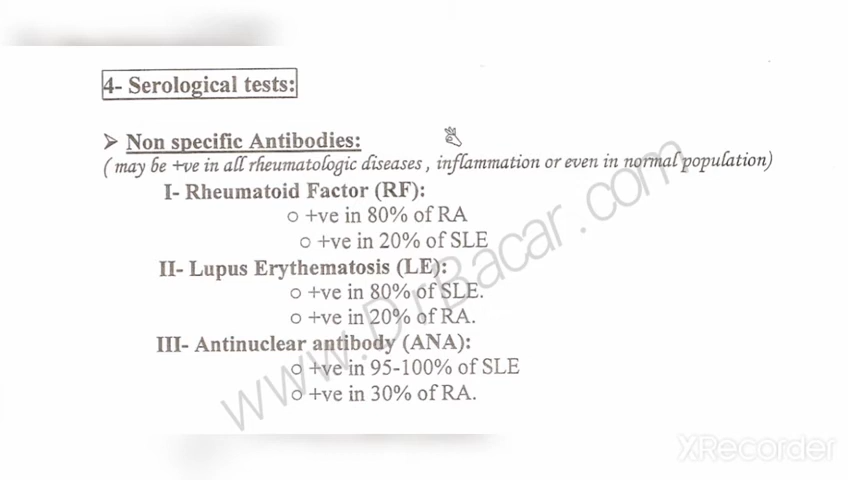 4- Serological tests:
➢ Non specific Antibodies:
( may be +ve in all rheumatologic diseases , inflammation or even in normal population)
I- Rheumatoid Factor (RF):
o +ve in 80% of RA
o +ve in 20% of SLE
II- Lupus Erythematosis (LE):
o +ve in 80% of SLE.
o +ve in 20% of RA.
III- Antinuclear antibody (ANA):
o +ve in 95-100% of SLE
o +ve in 30% of RA.
www.DrBacar.com
XRecorder